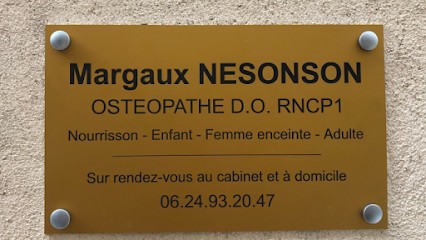 Margaux NESONSON
OSTEOPATHE D.O. RNCP1
Nourrisson - Enfant - Femme enceinte - Adulte
Sur rendez-vous au cabinet et à domicile
06.24.93.20.47